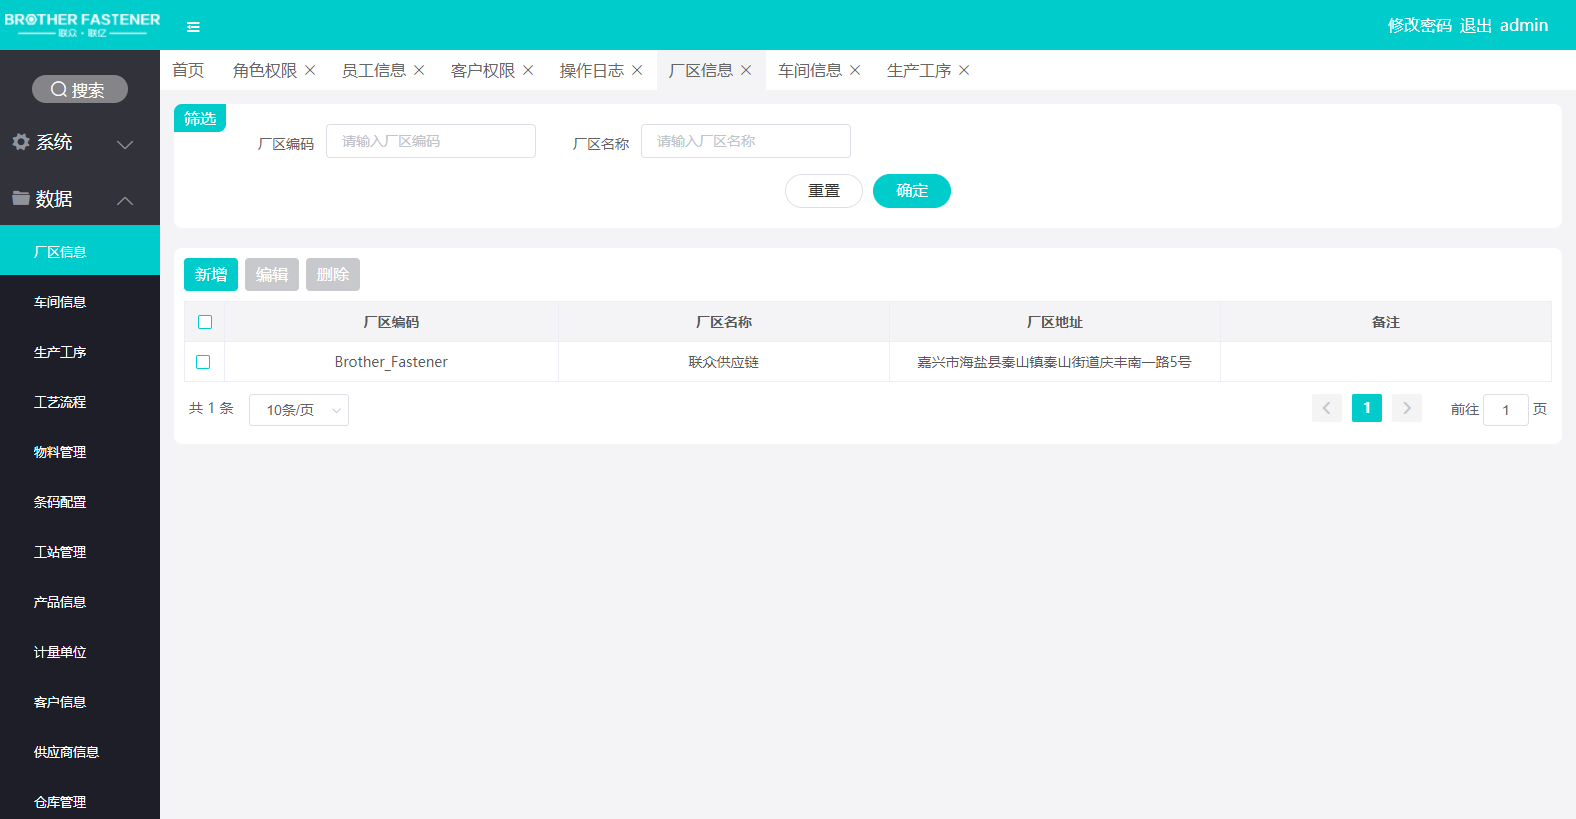 BROTHER FASTENER
联众·联亿
修改密码 退出 admin
首页 角色权限 员工信息 客户权限 操作日志 厂区信息 车间信息 生产工序
搜索
系统
数据
厂区信息
车间信息
生产工序
工艺流程
物料管理
条码配置
工站管理
产品信息
计量单位
客户信息
供应商信息
仓库管理
筛选
厂区编码 请输入厂区编码 厂区名称 请输入厂区名称
重置 确定
新增 编辑 删除
厂区编码 厂区名称 厂区地址 备注
Brother_Fastener 联众供应链 嘉兴市海盐县秦山镇秦山街道庆丰南一路5号
共 1 条 10条/页 1 前往 1 页